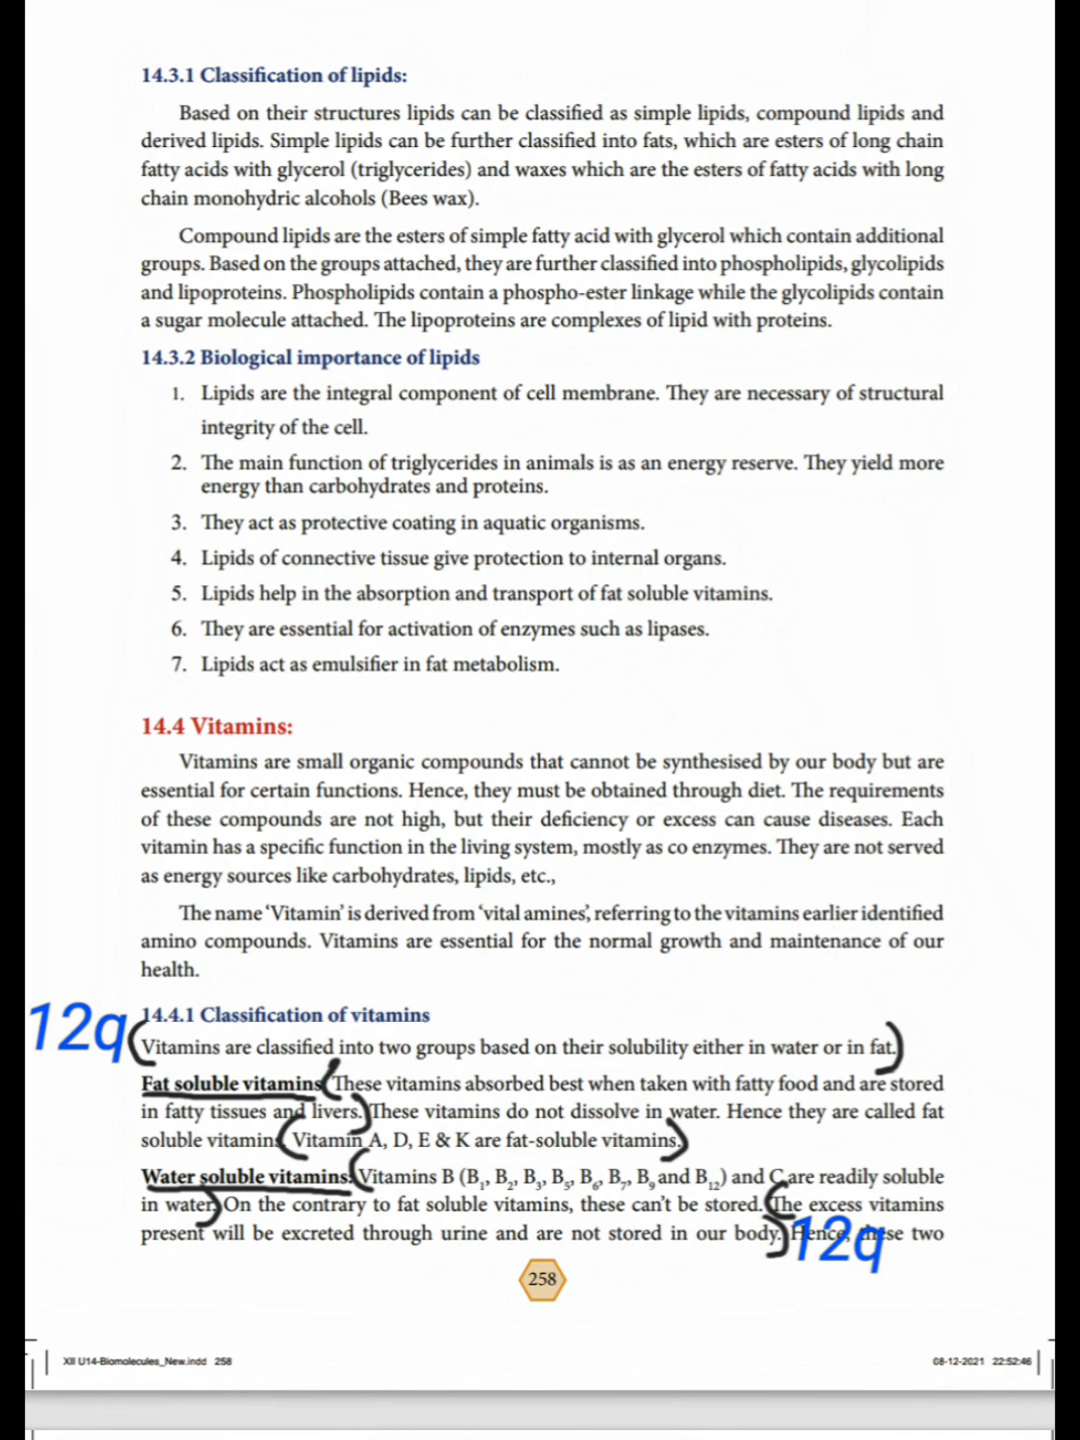 14.3.1 Classification of lipids:
Based on their structures lipids can be classified as simple lipids, compound lipids and
derived lipids. Simple lipids can be further classified into fats, which are esters of long chain
fatty acids with glycerol (triglycerides) and waxes which are the esters of fatty acids with long
chain monohydric alcohols (Bees wax).
Compound lipids are the esters of simple fatty acid with glycerol which contain additional
groups. Based on the groups attached, they are further classified into phospholipids, glycolipids
and lipoproteins. Phospholipids contain a phospho-ester linkage while the glycolipids contain
a sugar molecule attached. The lipoproteins are complexes of lipid with proteins.
14.3.2 Biological importance of lipids
1. Lipids are the integral component of cell membrane. They are necessary of structural
integrity of the cell.
2. The main function of triglycerides in animals is as an energy reserve. They yield more
energy than carbohydrates and proteins.
3. They act as protective coating in aquatic organisms.
4. Lipids of connective tissue give protection to internal organs.
5. Lipids help in the absorption and transport of fat soluble vitamins.
6. They are essential for activation of enzymes such as lipases.
7. Lipids act as emulsifier in fat metabolism.
14.4 Vitamins:
Vitamins are small organic compounds that cannot be synthesised by our body but are
essential for certain functions. Hence, they must be obtained through diet. The requirements
of these compounds are not high, but their deficiency or excess can cause diseases. Each
vitamin has a specific function in the living system, mostly as co enzymes. They are not served
as energy sources like carbohydrates, lipids, etc.,
The name 'Vitamin' is derived from 'vital amines', referring to the vitamins earlier identified
amino compounds. Vitamins are essential for the normal growth and maintenance of our
health.
14.4.1 Classification of vitamins
12q (Vitamins are classified into two groups based on their solubility either in water or in fat.)
Fat soluble vitamins (These vitamins absorbed best when taken with fatty food and are stored
in fatty tissues and livers.) These vitamins do not dissolve in water. Hence they are called fat
soluble vitamins (Vitamin A, D, E & K are fat-soluble vitamins.)
Water soluble vitamins: (Vitamins B (B1, B2, B3, B5, B6, B7, B9 and B12) and C are readily soluble
in water.) On the contrary to fat soluble vitamins, these can't be stored. (The excess vitamins
present will be excreted through urine and are not stored in our body.) Hence, these two
12q
258
XII U14-Biomolecules_New.indd 258
08-12-2021 22:52:46